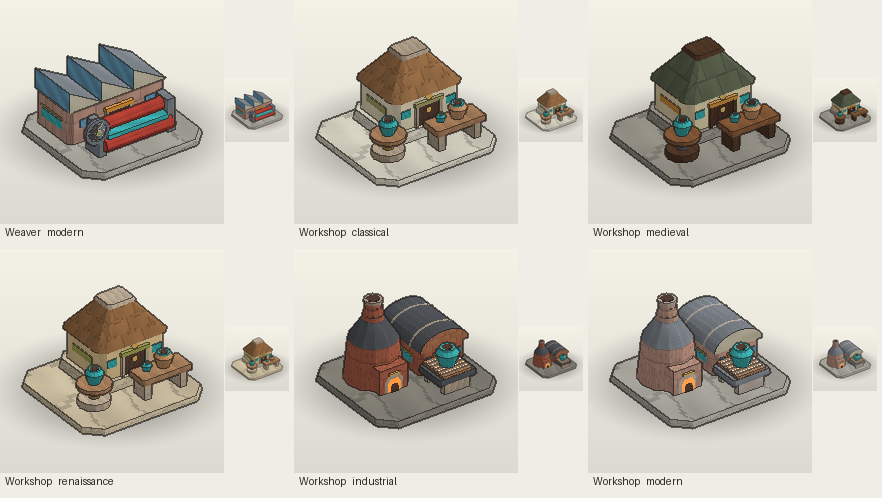 Weaver modern
Workshop classical
Workshop medieval
Workshop renaissance
Workshop industrial
Workshop modern